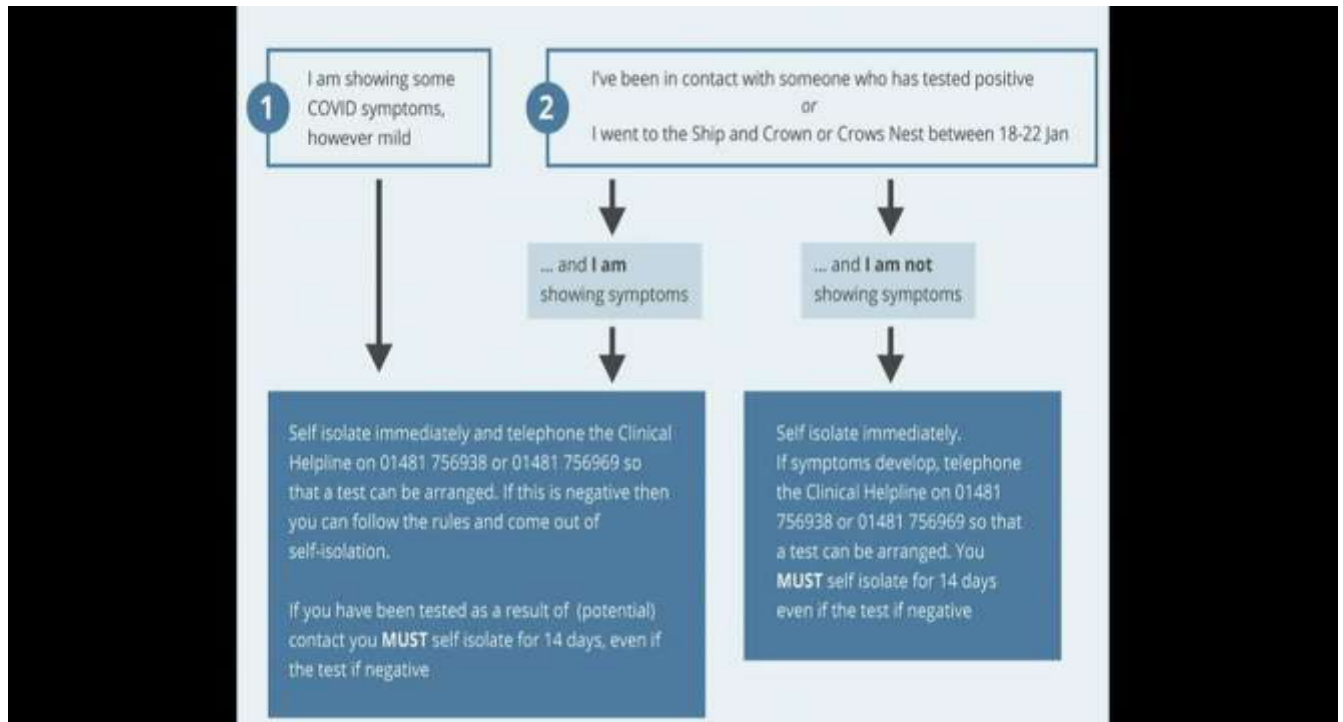 1
I am showing some
COVID symptoms,
however mild
2
I've been in contact with someone who has tested positive
or
I went to the Ship and Crown or Crows Nest between 18-22 Jan
... and I am
showing symptoms
... and I am not
showing symptoms
Self isolate immediately and telephone the Clinical
Helpline on 01481 756938 or 01481 756969 so
that a test can be arranged. If this is negative then
you can follow the rules and come out of
self-isolation.
If you have been tested as a result of (potential)
contact you MUST self isolate for 14 days, even if
the test if negative
Self isolate immediately.
If symptoms develop, telephone
the Clinical Helpline on 01481
756938 or 01481 756969 so that
a test can be arranged. You
MUST self isolate for 14 days
even if the test if negative